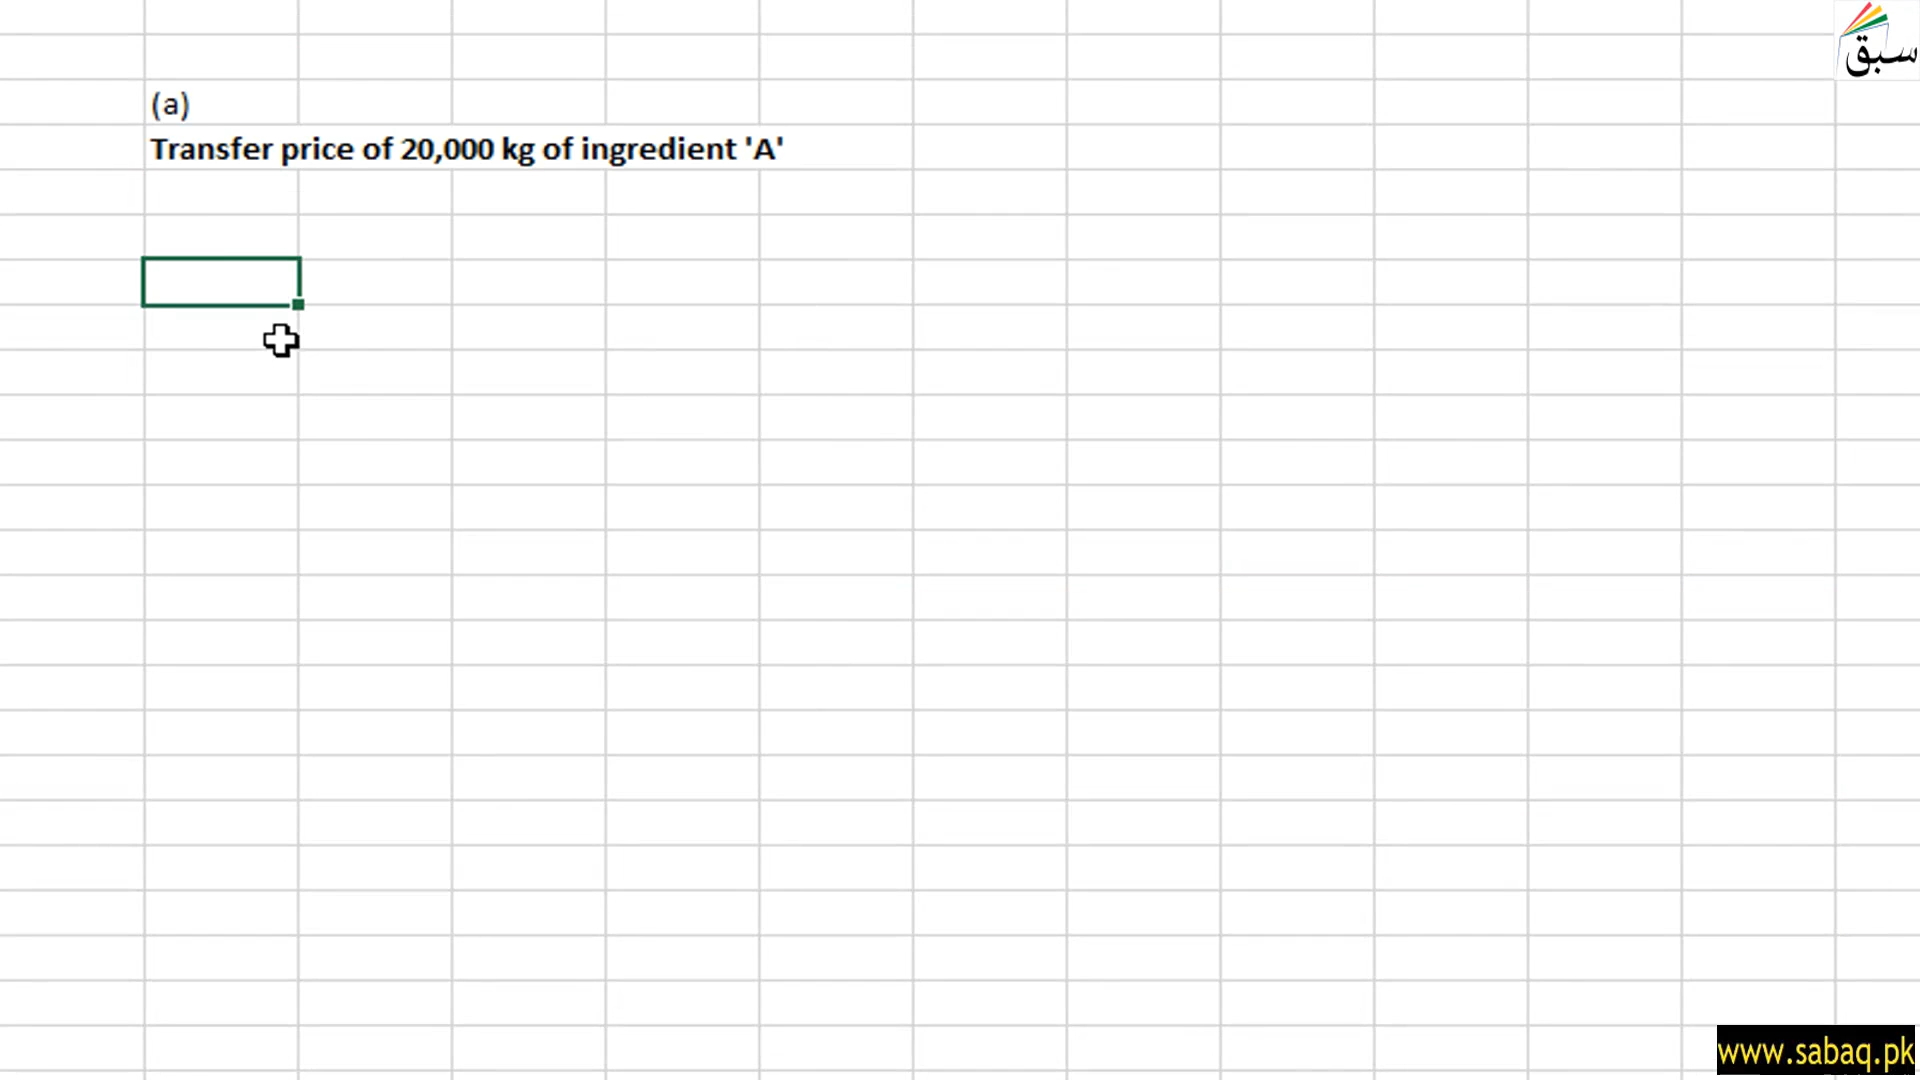 سبق
(a)
Transfer price of 20,000 kg of ingredient 'A'
www.sabaq.pk